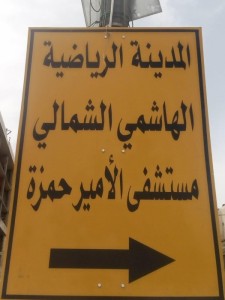 المدينة الرياضية
الهاشمي الشمالي
مستشفى الأمير حمزة